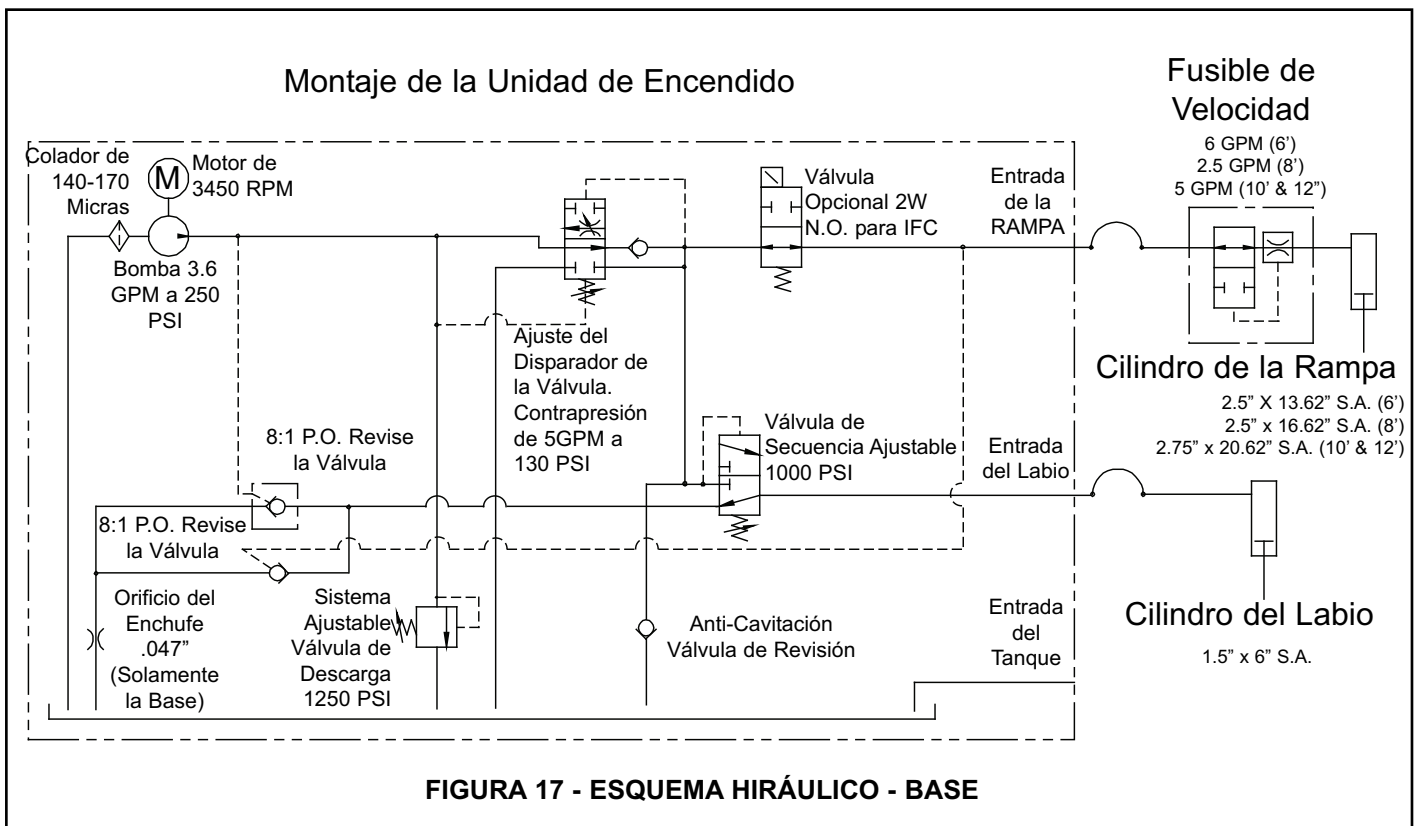 Montaje de la Unidad de Encendido
Fusible de
Velocidad
6 GPM (6’)
2.5 GPM (8’)
5 GPM (10’ & 12”)
Colador de
140-170
Micras
M
Motor de
3450 RPM
Bomba 3.6
GPM a 250
PSI
Válvula
Opcional 2W
N.O. para IFC
Entrada
de la
RAMPA
Ajuste del
Disparador de
la Válvula.
Contrapresión
de 5GPM a
130 PSI
Cilindro de la Rampa
2.5” X 13.62” S.A. (6’)
2.5” x 16.62” S.A. (8’)
2.75” x 20.62” S.A. (10’ & 12’)
8:1 P.O. Revise
la Válvula
Válvula de
Secuencia Ajustable
1000 PSI
Entrada
del Labio
8:1 P.O. Revise
la Válvula
Orificio del
Enchufe
.047”
(Solamente
la Base)
Sistema
Ajustable
Válvula de
Descarga
1250 PSI
Anti-Cavitación
Válvula de Revisión
Entrada
del
Tanque
Cilindro del Labio
1.5” x 6” S.A.
FIGURA 17 - ESQUEMA HIRÁULICO - BASE